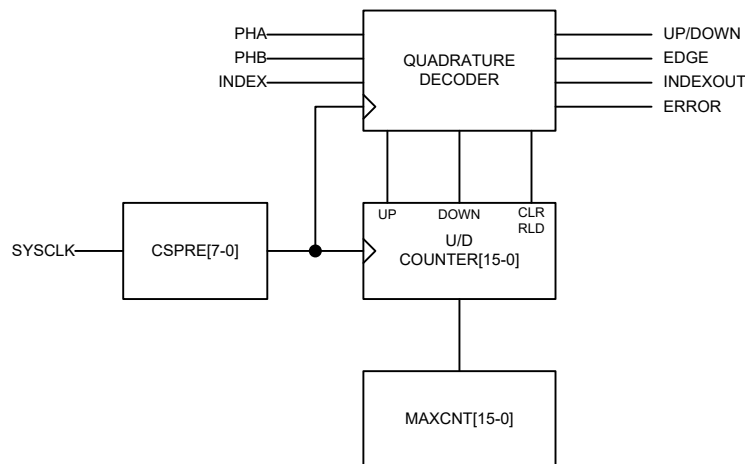 PHA
PHB
INDEX
QUADRATURE
DECODER
UP/DOWN
EDGE
INDEXOUT
ERROR
SYSCLK
CSPRE[7-0]
UP
DOWN
CLR
RLD
U/D
COUNTER[15-0]
MAXCNT[15-0]